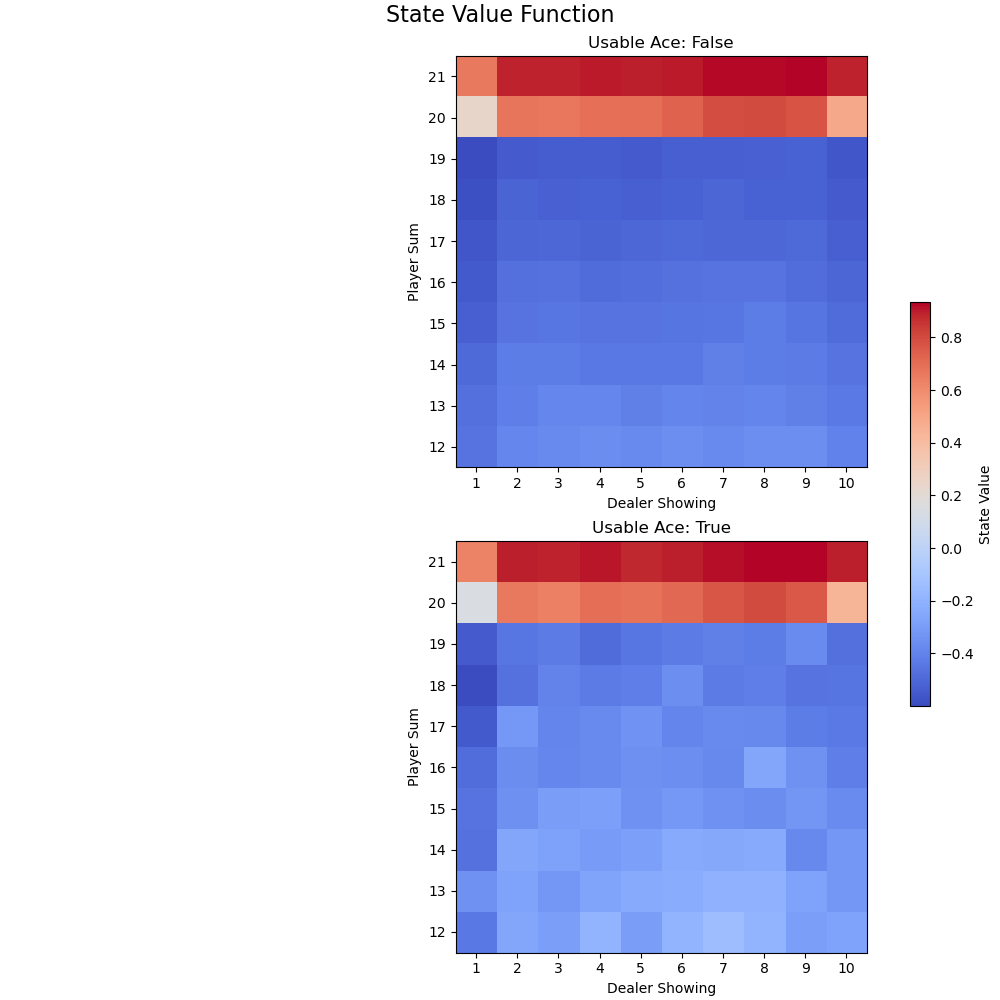 State Value Function
Usable Ace: False
21
20
19
18
17
16
15
14
13
12
Player Sum
1 2 3 4 5 6 7 8 9 10
Dealer Showing
Usable Ace: True
21
20
19
18
17
16
15
14
13
12
Player Sum
1 2 3 4 5 6 7 8 9 10
Dealer Showing
0.8
0.6
0.4
0.2
0.0
−0.2
−0.4
State Value